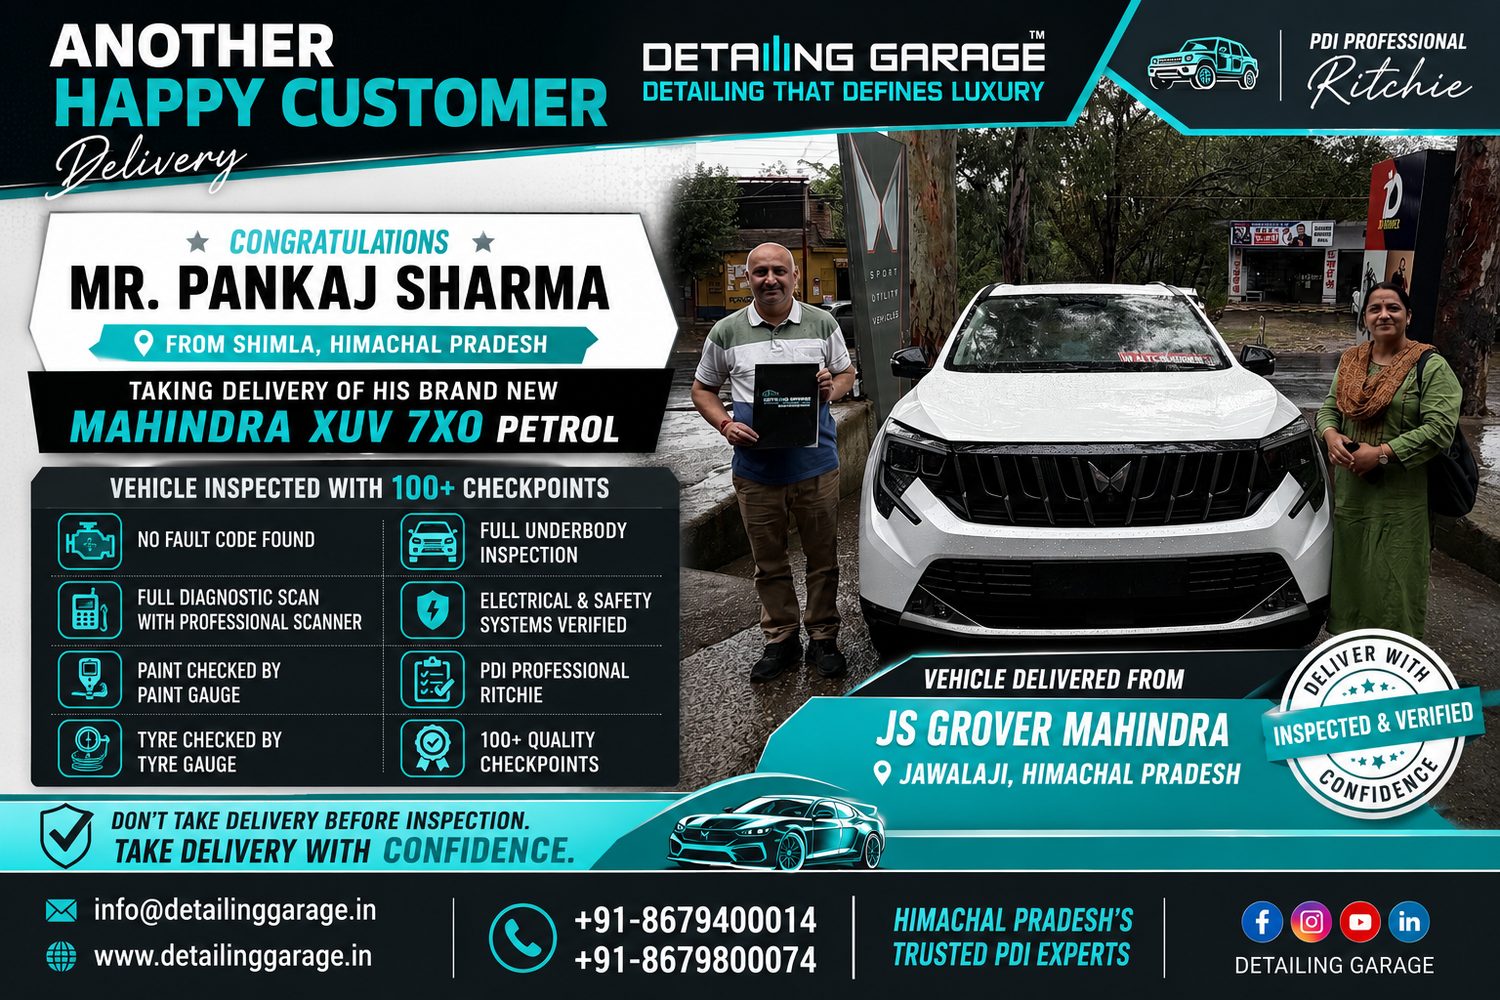 ANOTHER
HAPPY CUSTOMER
Delivery
DETAILING GARAGE™
DETAILING THAT DEFINES LUXURY
PDI PROFESSIONAL
Ritchie
CONGRATULATIONS
MR. PANKAJ SHARMA
FROM SHIMLA, HIMACHAL PRADESH
TAKING DELIVERY OF HIS BRAND NEW
MAHINDRA XUV 7XO PETROL
VEHICLE INSPECTED WITH 100+ CHECKPOINTS
NO FAULT CODE FOUND
FULL DIAGNOSTIC SCAN
WITH PROFESSIONAL SCANNER
PAINT CHECKED BY
PAINT GAUGE
TYRE CHECKED BY
TYRE GAUGE
FULL UNDERBODY
INSPECTION
ELECTRICAL & SAFETY
SYSTEMS VERIFIED
PDI PROFESSIONAL
RITCHIE
100+ QUALITY
CHECKPOINTS
SPORT
UTILITY
VEHICLES
DETAILING GARAGE
VEHICLE DELIVERED FROM
JS GROVER MAHINDRA
JAWALAJI, HIMACHAL PRADESH
DELIVER WITH
INSPECTED & VERIFIED
CONFIDENCE
DON'T TAKE DELIVERY BEFORE INSPECTION.
TAKE DELIVERY WITH CONFIDENCE.
info@detailinggarage.in
www.detailinggarage.in
+91-8679400014
+91-8679800074
HIMACHAL PRADESH'S
TRUSTED PDI EXPERTS
DETAILING GARAGE